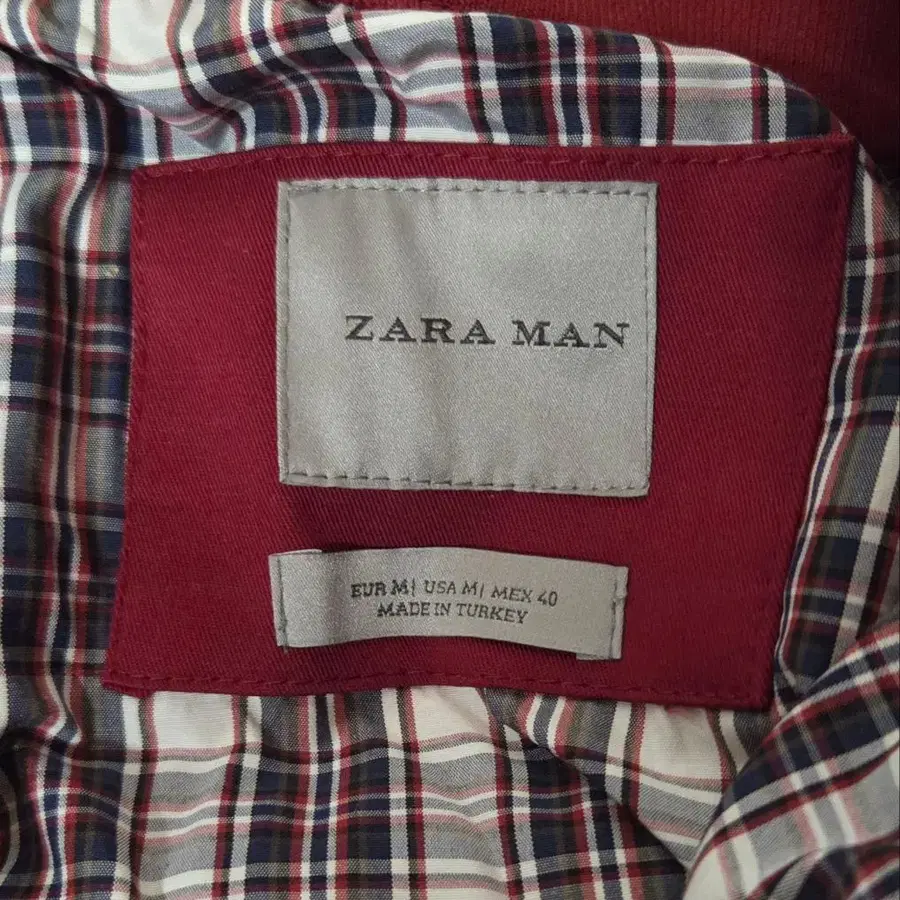 ZARA MAN
EUR M| USA M| MEX 40
MADE IN TURKEY